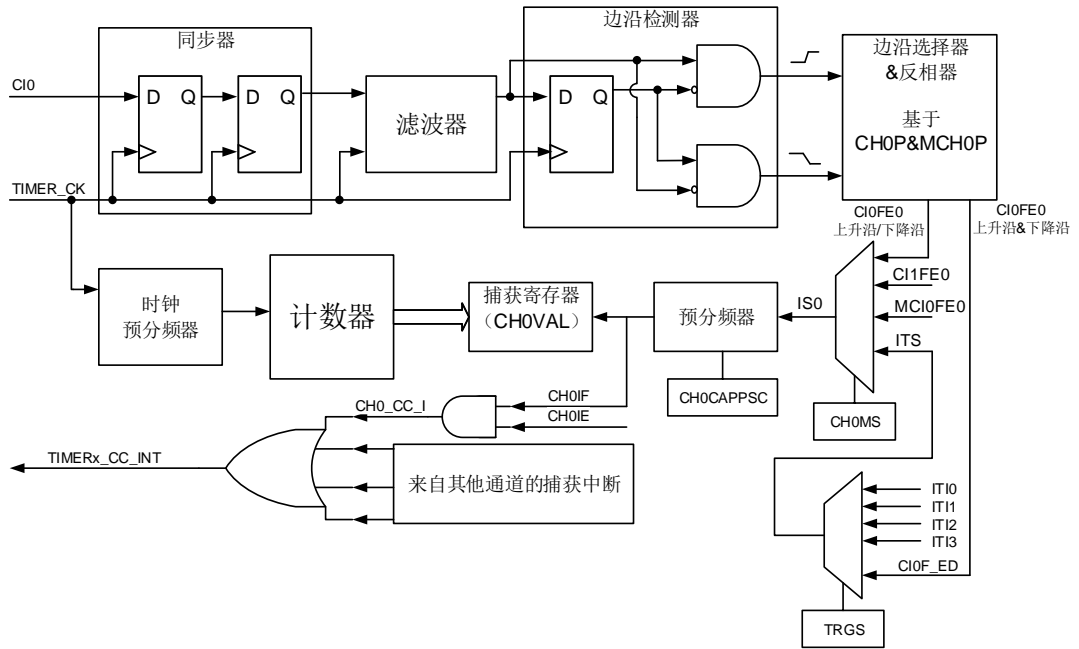 同步器
边沿检测器
CI0
D
Q
D
Q
滤波器
D
Q
边沿选择器
&反相器
基于
CH0P&MCH0P
TIMER_CK
CI0FE0
上升沿/下降沿
CI0FE0
上升沿&下降沿
时钟
预分频器
计数器
捕获寄存器
(CH0VAL)
预分频器
IS0
CI1FE0
MCI0FE0
ITS
CH0CAPPSC
CH0MS
CH0_CC_I
CH0IF
CH0IE
TIMERx_CC_INT
来自其他通道的捕获中断
ITI0
ITI1
ITI2
ITI3
CI0F_ED
TRGS